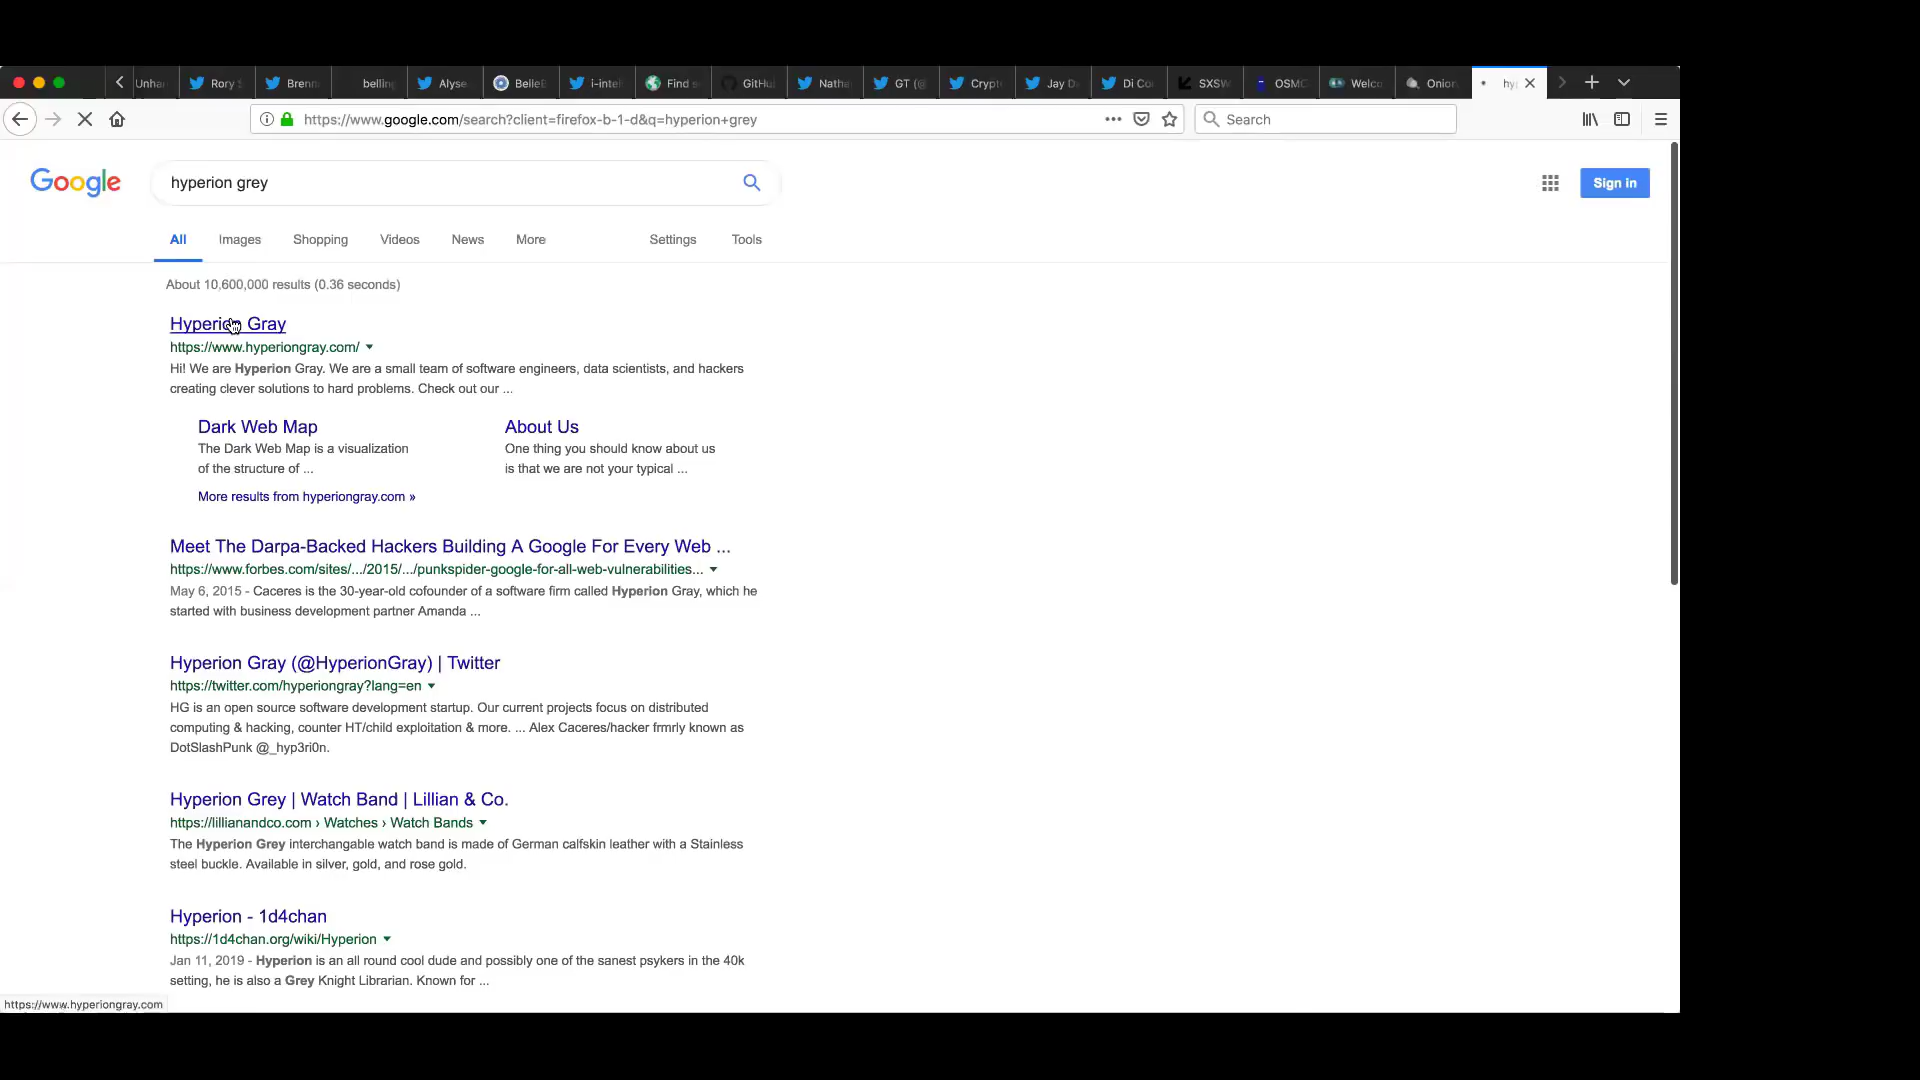 Unha
Rory S
Brenn
belling
Alyse
BelleB
i-intel
Find s
GitHu
Natha
GT (@
Crypt
Jay D
Di Co
SXSW
OSMO
Welco
Onion
hy
https://www.google.com/search?client=firefox-b-1-d&q=hyperion+grey
Search
Google
hyperion grey
Sign in
All Images Shopping Videos News More Settings Tools
About 10,600,000 results (0.36 seconds)
Hyperion Gray
https://www.hyperiongray.com/
Hi! We are Hyperion Gray. We are a small team of software engineers, data scientists, and hackers
creating clever solutions to hard problems. Check out our ...
Dark Web Map
The Dark Web Map is a visualization
of the structure of ...
About Us
One thing you should know about us
is that we are not your typical ...
More results from hyperiongray.com »
Meet The Darpa-Backed Hackers Building A Google For Every Web ...
https://www.forbes.com/sites/.../2015/.../punkspider-google-for-all-web-vulnerabilities...
May 6, 2015 - Caceres is the 30-year-old cofounder of a software firm called Hyperion Gray, which he
started with business development partner Amanda ...
Hyperion Gray (@HyperionGray) | Twitter
https://twitter.com/hyperiongray?lang=en
HG is an open source software development startup. Our current projects focus on distributed
computing & hacking, counter HT/child exploitation & more. ... Alex Caceres/hacker frmrly known as
DotSlashPunk @_hyp3ri0n.
Hyperion Grey | Watch Band | Lillian & Co.
https://lillianandco.com › Watches › Watch Bands
The Hyperion Grey interchangable watch band is made of German calfskin leather with a Stainless
steel buckle. Available in silver, gold, and rose gold.
Hyperion - 1d4chan
https://1d4chan.org/wiki/Hyperion
Jan 11, 2019 - Hyperion is an all round cool dude and possibly one of the sanest psykers in the 40k
setting, he is also a Grey Knight Librarian. Known for ...
https://www.hyperiongray.com